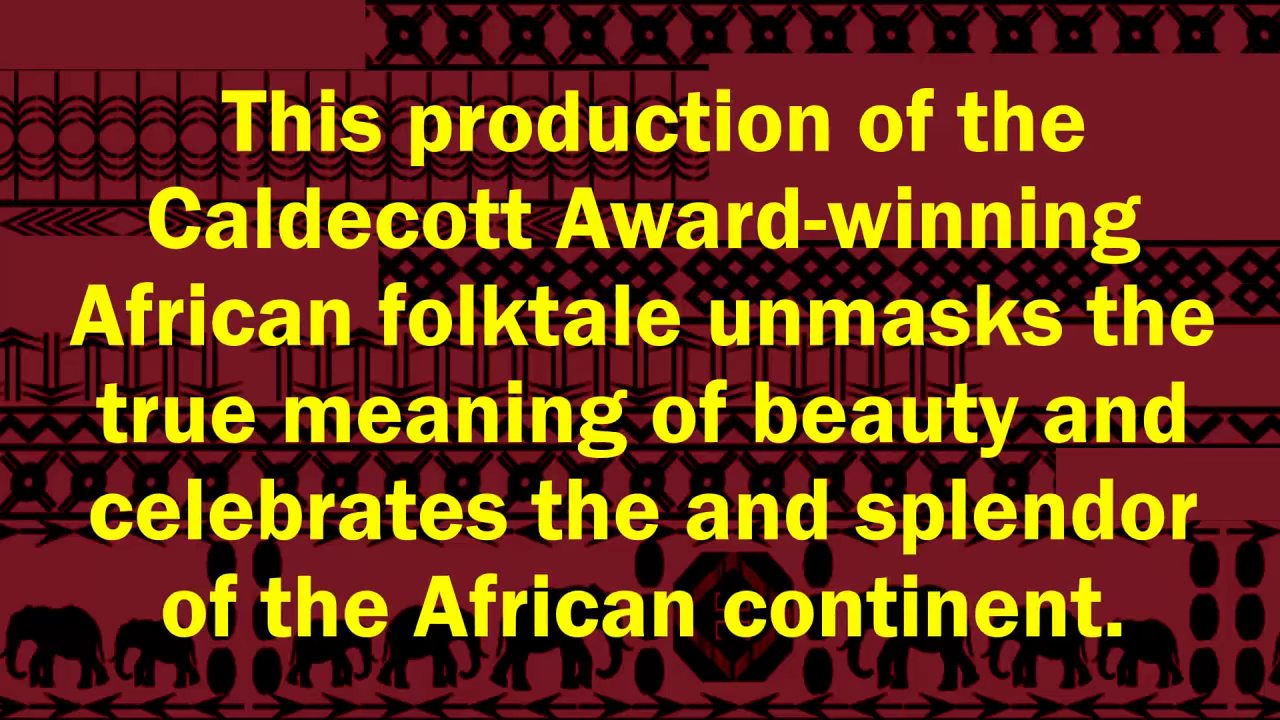 This production of the
Caldecott Award-winning
African folktale unmasks the
true meaning of beauty and
celebrates the and splendor
of the African continent.